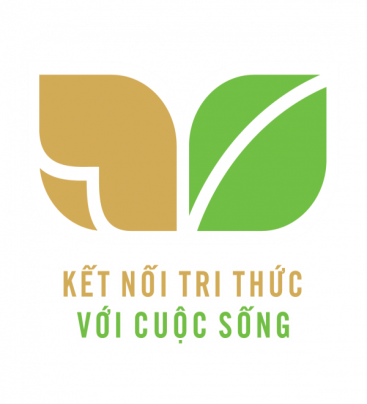 KẾT NỐI TRI THỨC
VỚI CUỘC SỐNG